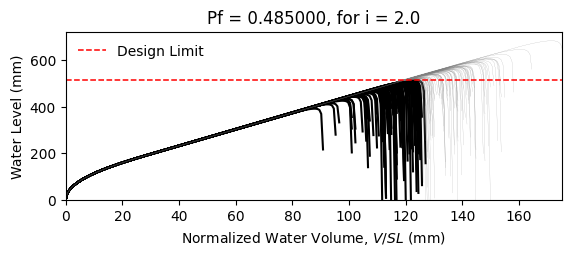 Pf = 0.485000, for i = 2.0
Design Limit
Water Level (mm)
600
400
200
0
0 20 40 60 80 100 120 140 160
Normalized Water Volume, V/SL (mm)